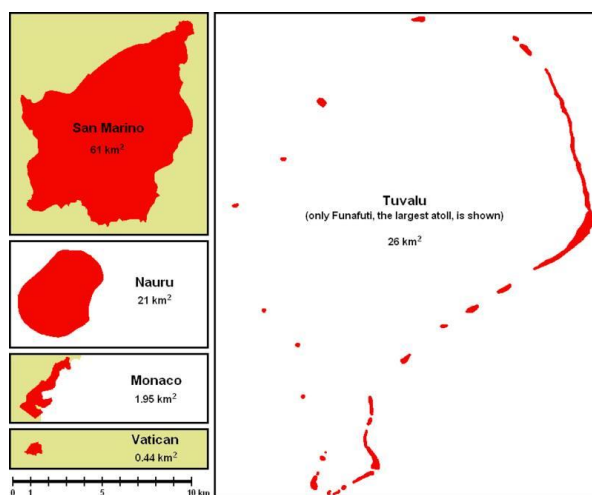 San Marino
61 km²
Nauru
21 km²
Monaco
1.95 km²
Vatican
0.44 km²
0 1 5 10 km
Tuvalu
(only Funafuti, the largest atoll, is shown)
26 km²